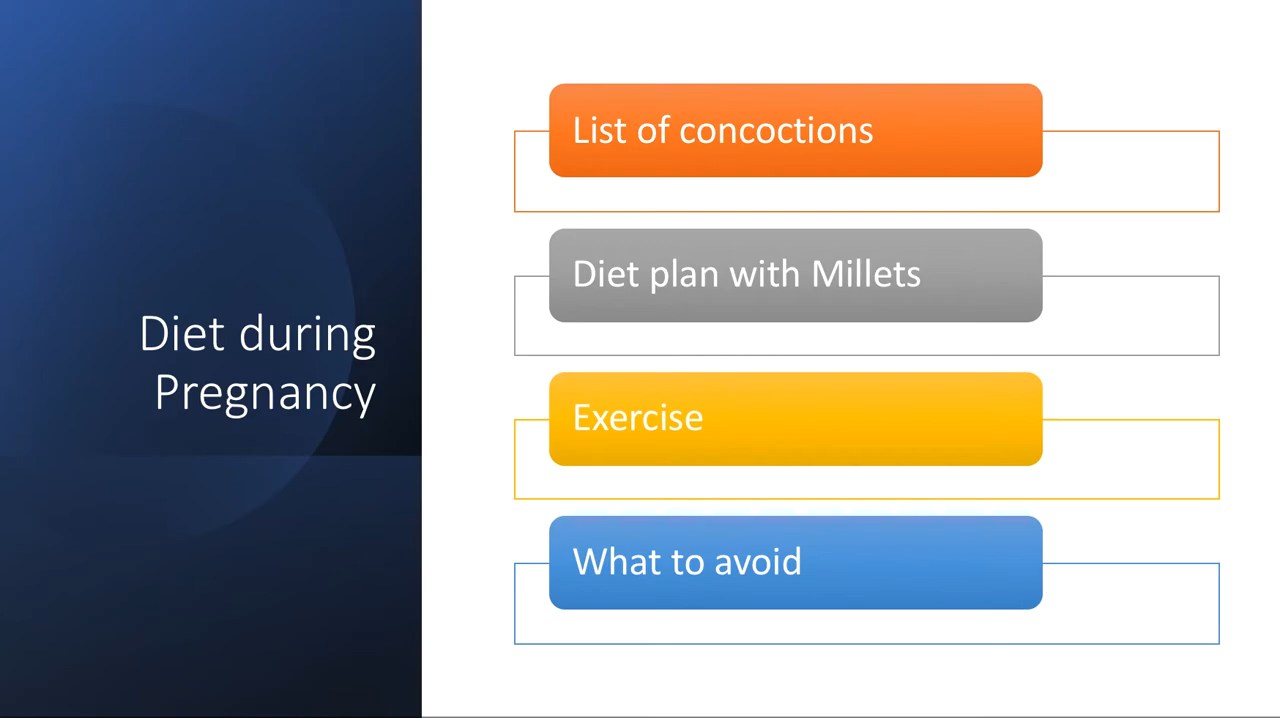 Diet during
Pregnancy
List of concoctions
Diet plan with Millets
Exercise
What to avoid